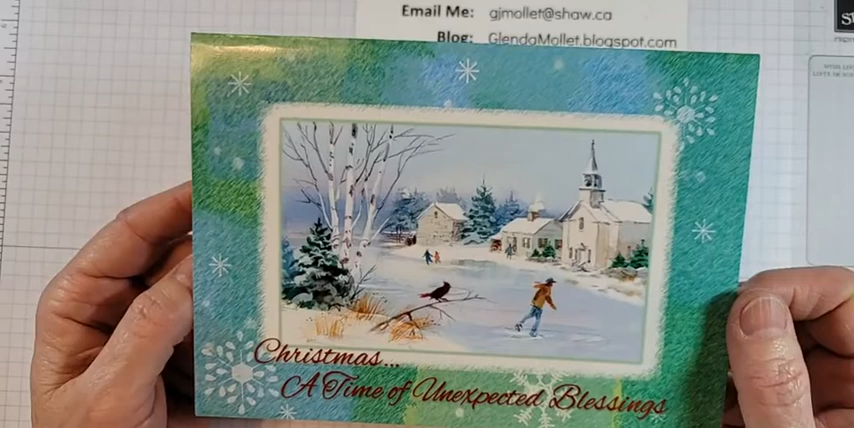 Email Me: gjmollet@shaw.ca
Blog: GlendaMollet.blogspot.com
Christmas...
A Time of Unexpected Blessings